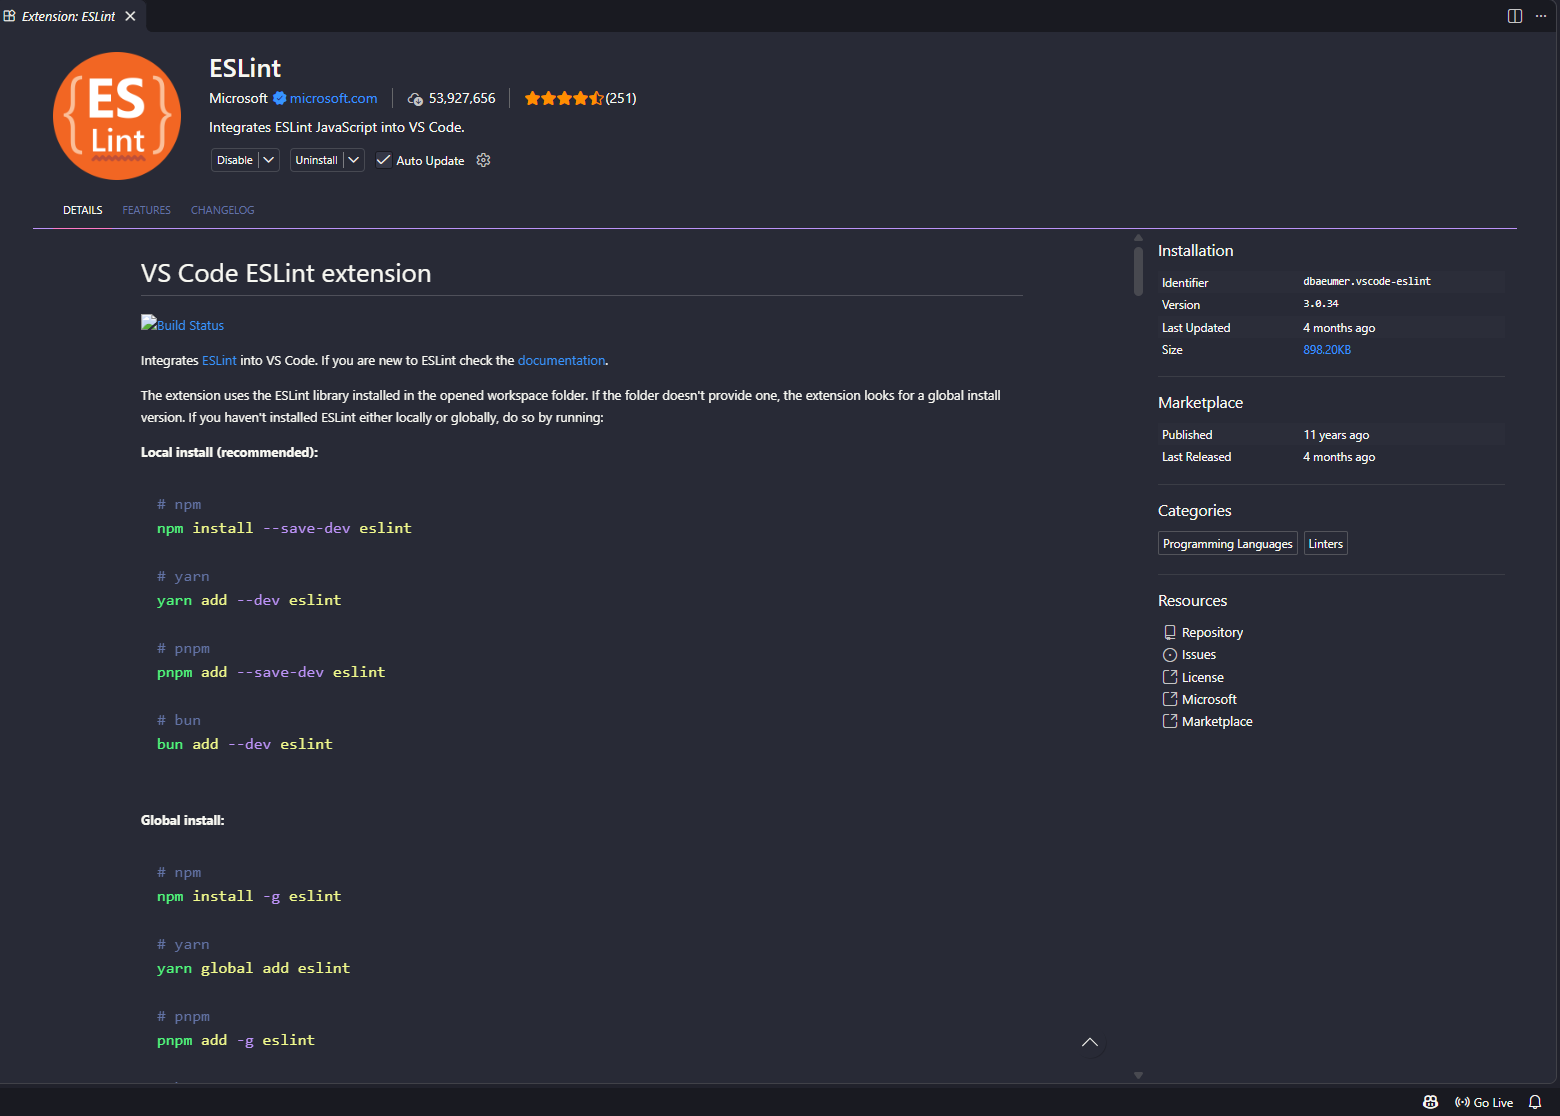 Extension: ESLint
ES
Lint
ESLint
Microsoft microsoft.com 53,927,656 (251)
Integrates ESLint JavaScript into VS Code.
Disable Uninstall Auto Update
DETAILS FEATURES CHANGELOG
VS Code ESLint extension
Build Status
Integrates ESLint into VS Code. If you are new to ESLint check the documentation.
The extension uses the ESLint library installed in the opened workspace folder. If the folder doesn't provide one, the extension looks for a global install
version. If you haven't installed ESLint either locally or globally, do so by running:
Local install (recommended):
# npm
npm install --save-dev eslint
# yarn
yarn add --dev eslint
# pnpm
pnpm add --save-dev eslint
# bun
bun add --dev eslint
Global install:
# npm
npm install -g eslint
# yarn
yarn global add eslint
# pnpm
pnpm add -g eslint
Installation
Identifier dbaeumer.vscode-eslint
Version 3.0.34
Last Updated 4 months ago
Size 898.20KB
Marketplace
Published 11 years ago
Last Released 4 months ago
Categories
Programming Languages Linters
Resources
Repository
Issues
License
Microsoft
Marketplace
Go Live